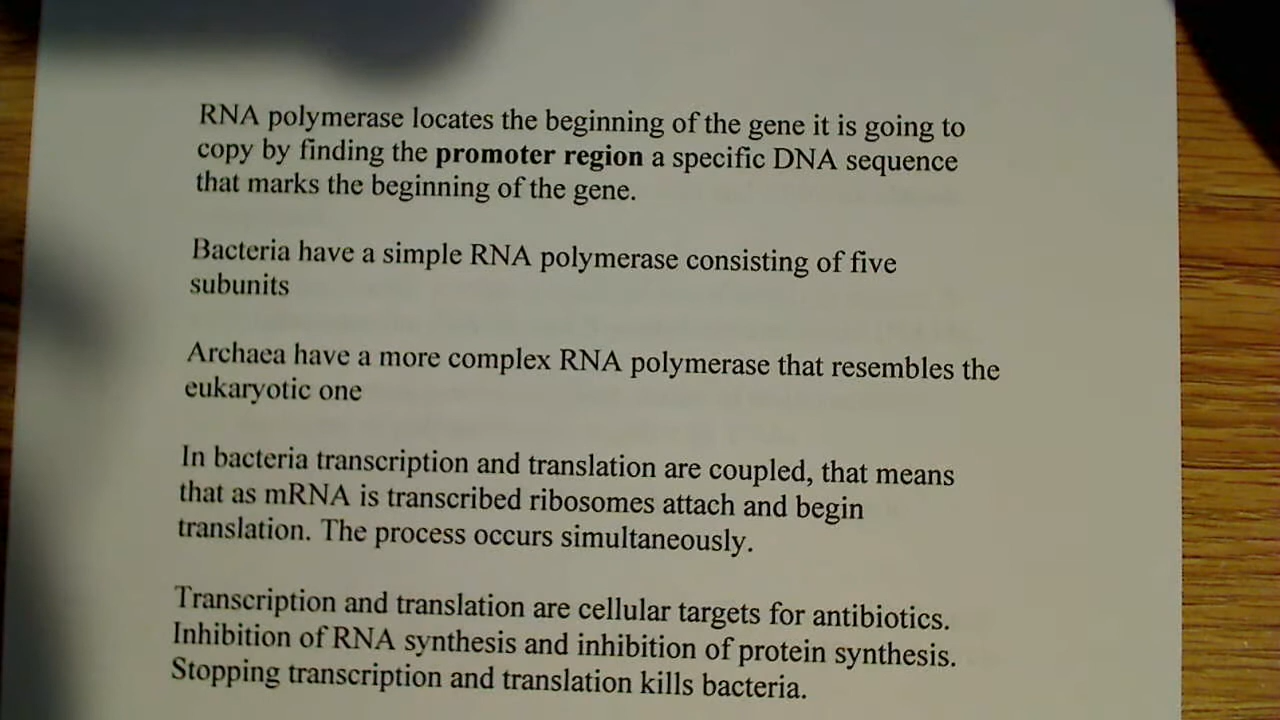 RNA polymerase locates the beginning of the gene it is going to
copy by finding the promoter region a specific DNA sequence
that marks the beginning of the gene.
Bacteria have a simple RNA polymerase consisting of five
subunits
Archaea have a more complex RNA polymerase that resembles the
eukaryotic one
In bacteria transcription and translation are coupled, that means
that as mRNA is transcribed ribosomes attach and begin
translation. The process occurs simultaneously.
Transcription and translation are cellular targets for antibiotics.
Inhibition of RNA synthesis and inhibition of protein synthesis.
Stopping transcription and translation kills bacteria.